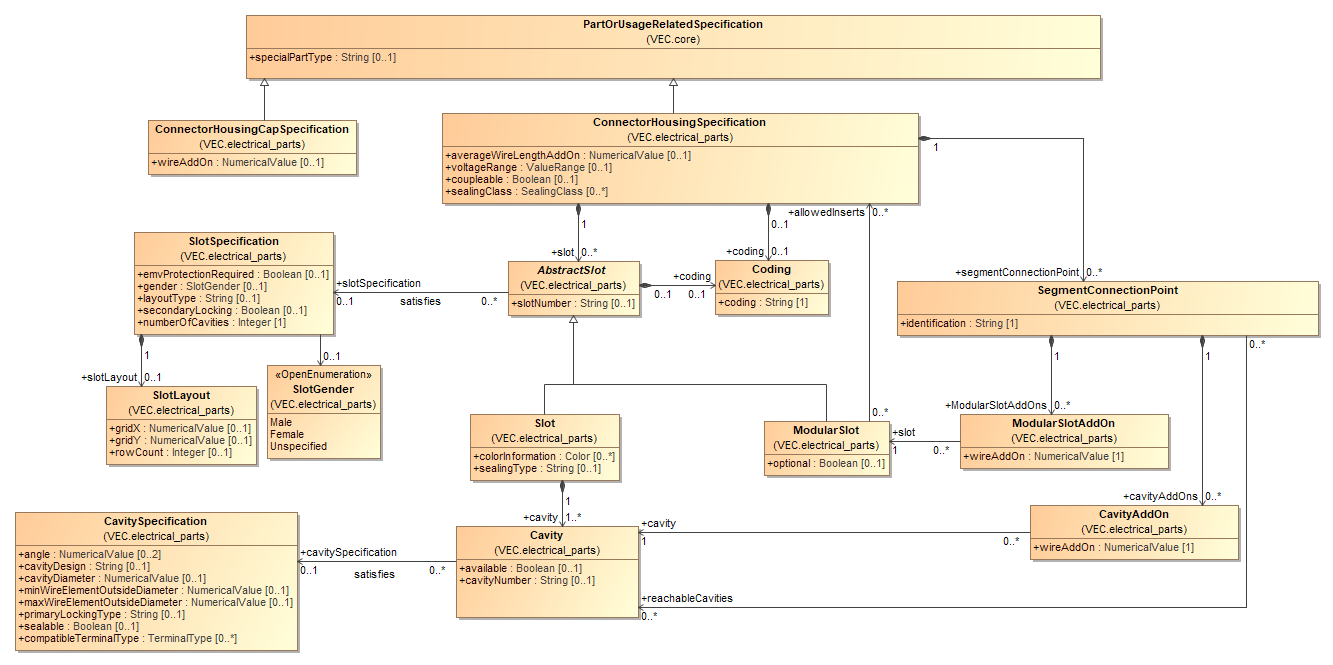 PartOrUsageRelatedSpecification
(VEC.core)
+specialPartType : String [0..1]
ConnectorHousingCapSpecification
(VEC.electrical_parts)
+wireAddOn : NumericalValue [0..1]
ConnectorHousingSpecification
(VEC.electrical_parts)
+averageWireLengthAddOn : NumericalValue [0..1]
+voltageRange : ValueRange [0..1]
+coupleable : Boolean [0..1]
+sealingClass : SealingClass [0..*]
1
1
0..1
+allowedInserts
0..*
+slot
0..*
+coding
0..1
SlotSpecification
(VEC.electrical_parts)
+emvProtectionRequired : Boolean [0..1]
+gender : SlotGender [0..1]
+layoutType : String [0..1]
+secondaryLocking : Boolean [0..1]
+numberOfCavities : Integer [1]
+slotSpecification
0..1
satisfies
0..*
AbstractSlot
(VEC.electrical_parts)
+slotNumber : String [0..1]
+coding
0..1
0..1
Coding
(VEC.electrical_parts)
+coding : String [1]
+segmentConnectionPoint
0..*
SegmentConnectionPoint
(VEC.electrical_parts)
+identification : String [1]
1
0..1
1
1
0..*
+slotLayout
0..1
SlotLayout
(VEC.electrical_parts)
+gridX : NumericalValue [0..1]
+gridY : NumericalValue [0..1]
+rowCount : Integer [0..1]
«OpenEnumeration»
SlotGender
(VEC.electrical_parts)
Male
Female
Unspecified
Slot
(VEC.electrical_parts)
+colorInformation : Color [0..*]
+sealingType : String [0..1]
0..*
ModularSlot
(VEC.electrical_parts)
+optional : Boolean [0..1]
+slot
1
0..*
+ModularSlotAddOns
0..*
ModularSlotAddOn
(VEC.electrical_parts)
+wireAddOn : NumericalValue [1]
1
+cavity
1..*
+cavityAddOns
0..*
CavityAddOn
(VEC.electrical_parts)
+wireAddOn : NumericalValue [1]
CavitySpecification
(VEC.electrical_parts)
+angle : NumericalValue [0..2]
+cavityDesign : String [0..1]
+cavityDiameter : NumericalValue [0..1]
+minWireElementOutsideDiameter : NumericalValue [0..1]
+maxWireElementOutsideDiameter : NumericalValue [0..1]
+primaryLockingType : String [0..1]
+sealable : Boolean [0..1]
+compatibleTerminalType : TerminalType [0..*]
+cavitySpecification
0..1
satisfies
0..*
Cavity
(VEC.electrical_parts)
+available : Boolean [0..1]
+cavityNumber : String [0..1]
+cavity
1
0..*
+reachableCavities
0..*